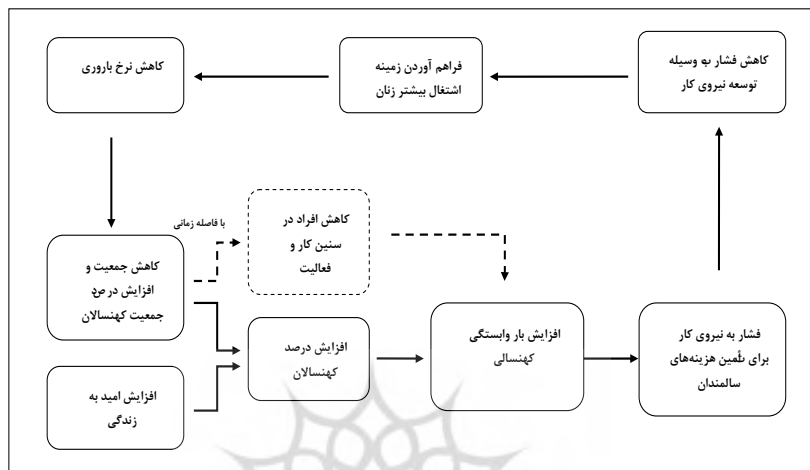 کاهش فشار به وسیله
توسعه نیروی کار
فراهم آوردن زمینه
اشتغال بیشتر زنان
کاهش نرخ باروری
با فاصله زمانی
کاهش افراد در
سنین کار و
فعالیت
کاهش جمعیت و
افزایش درصد
جمعیت کهنسالان
افزایش درصد
کهنسالان
افزایش بار وابستگی
کهنسالی
فشار به نیروی کار
برای تأمین هزینه‌های
سالمندان
افزایش امید به
زندگی